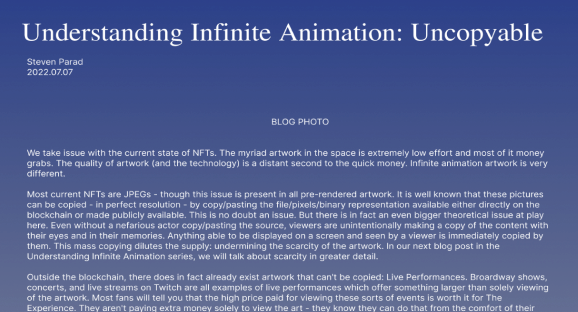 Understanding Infinite Animation: Uncopyable
Steven Parad
2022.07.07
BLOG PHOTO
We take issue with the current state of NFTs. The myriad artwork in the space is extremely low effort and most of it money
grabs. The quality of artwork (and the technology) is a distant second to the quick money. Infinite animation artwork is very
different.
Most current NFTs are JPEGs - though this issue is present in all pre-rendered artwork. It is well known that these pictures
can be copied - in perfect resolution - by copy/pasting the file/pixels/binary representation available either directly on the
blockchain or made publicly available. This is no doubt an issue. But there is in fact an even bigger theoretical issue at play
here. Even without a nefarious actor copy/pasting the source, viewers are unintentionally making a copy of the content with
their eyes and in their memories. Anything able to be displayed on a screen and seen by a viewer is immediately copied by
them. This mass copying dilutes the supply: undermining the scarcity of the artwork. In our next blog post in the
Understanding Infinite Animation series, we will talk about scarcity in greater detail.
Outside the blockchain, there does in fact already exist artwork that can't be copied: Live Performances. Broardway shows,
concerts, and live streams on Twitch are all examples of live performances which offer something larger than solely viewing
of the artwork. Most fans will tell you that the high price paid for viewing these sorts of events is worth it for The
Experience. They aren't paying extra money solely to view the art - they know they can do that from the comfort of their